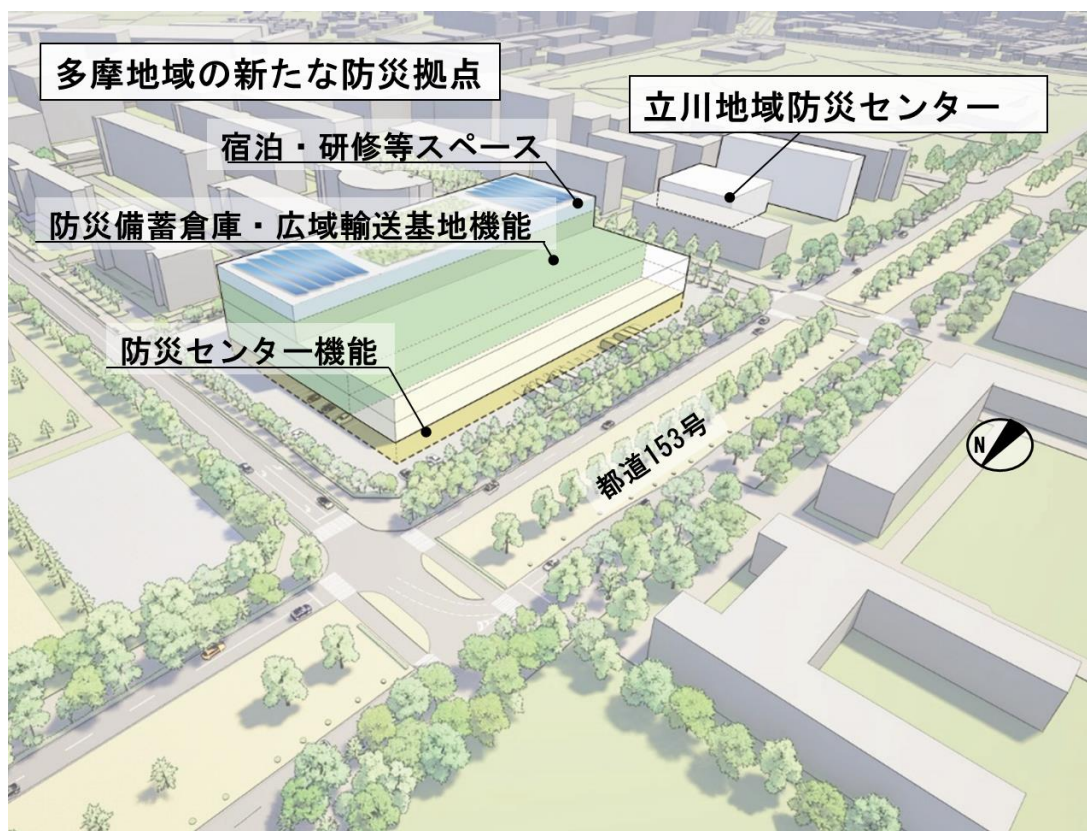 多摩地域の新たな防災拠点
立川地域防災センター
宿泊・研修等スペース
防災備蓄倉庫・広域輸送基地機能
防災センター機能
都道153号
N